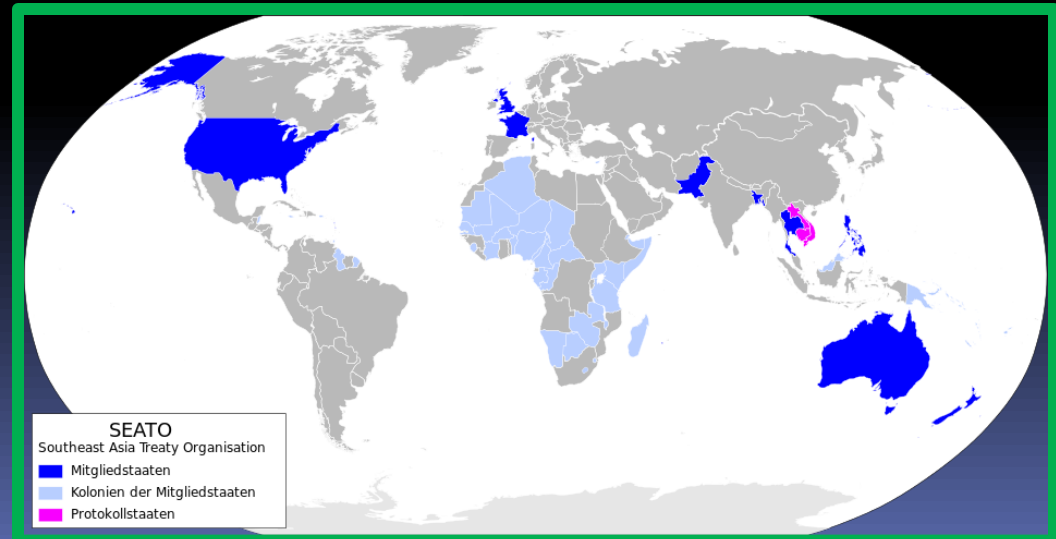 SEATO
Southeast Asia Treaty Organisation
Mitgliedstaaten
Kolonien der Mitgliedstaaten
Protokollstaaten